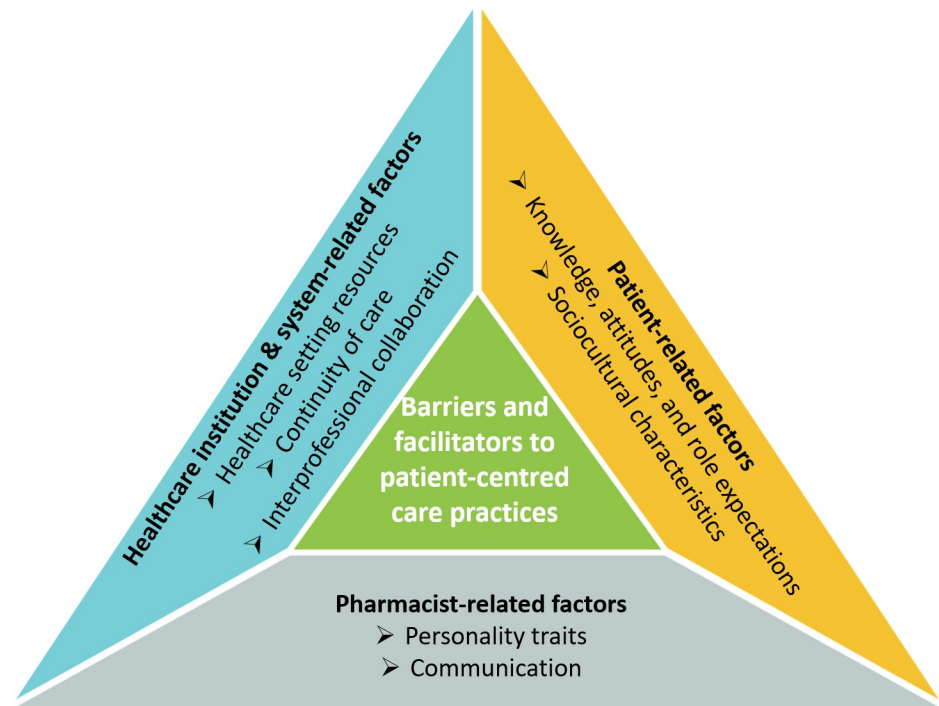 Healthcare institution & system-related factors
➢ Healthcare setting resources
➢ Continuity of care
➢ Interprofessional collaboration
Patient-related factors
➢ Knowledge, attitudes, and role expectations
➢ Sociocultural characteristics
Barriers and
facilitators to
patient-centred
care practices
Pharmacist-related factors
➢ Personality traits
➢ Communication